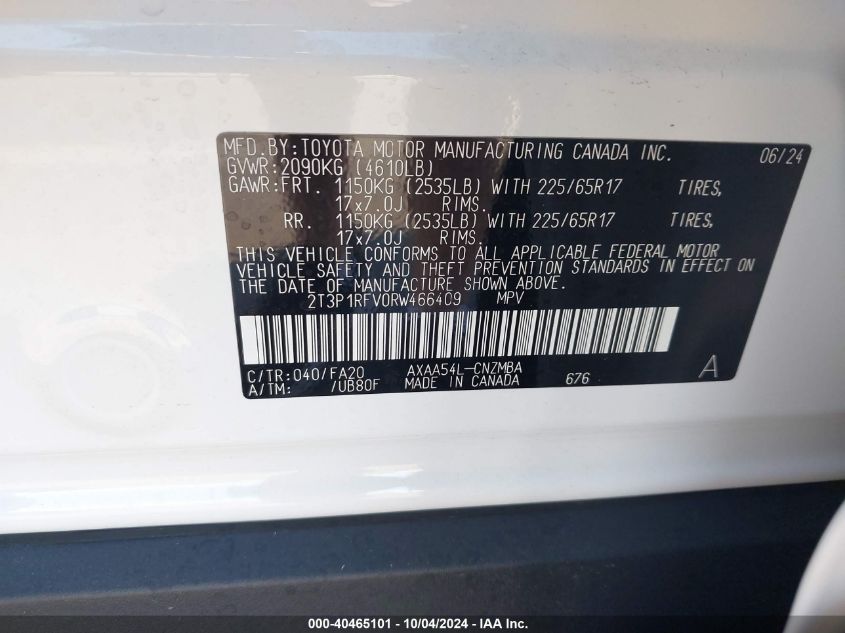 MFD.BY:TOYOTA MOTOR MANUFACTURING CANADA INC. 06/24
GVWR:2090KG (4610LB)
GAWR:FRT. 1150KG (2535LB) WITH 225/65R17 TIRES,
17x7.0J RIMS.
RR. 1150KG (2535LB) WITH 225/65R17 TIRES,
17x7.0J RIMS.
THIS VEHICLE CONFORMS TO ALL APPLICABLE FEDERAL MOTOR
VEHICLE SAFETY AND THEFT PREVENTION STANDARDS IN EFFECT ON
THE DATE OF MANUFACTURE SHOWN ABOVE.
2T3P1RFV0RW466409 MPV
C/TR:040/FA20 AXAA54L-CNZMBA
A/TM: /UB80F MADE IN CANADA 676 A
000-40465101 - 10/04/2024 - IAA Inc.